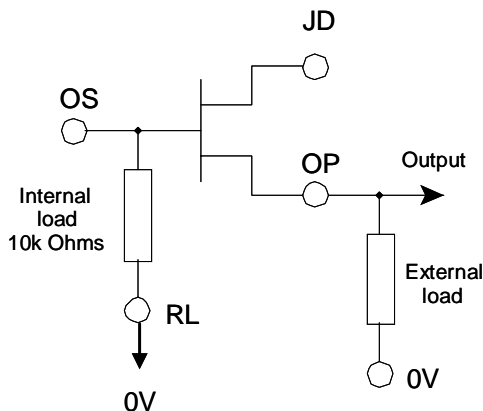 JD
OS
OP
Output
Internal
load
10k Ohms
External
load
RL
0V
0V